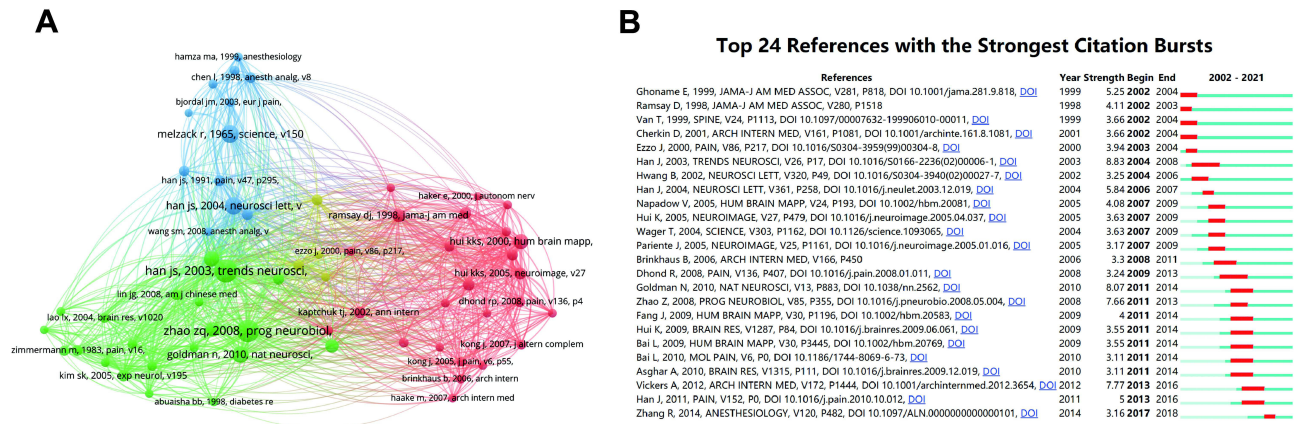 A
hamza ma, 1999, anesthesiology
chen l, 1998, anesth analg, v8
bjordal jm, 2003, eur j pain,
melzack r, 1965, science, v150
han js, 1991, pain, v47, p295,
haker e, 2000, j autonom nerv
han js, 2004, neurosci lett, v
ramsay dj, 1998, jama-j am med
wang sm, 2008, anesth analg, v
hui kks, 2000, hum brain mapp,
ezzo j, 2000, pain, v86, p217,
han js, 2003, trends neurosci,
hui kks, 2005, neuroimage, v27
lin jg, 2008, am j chinese med
dhond rp, 2008, pain, v136, p4
lao lx, 2004, brain res, v1020
kaptchuk tj, 2002, ann intern
zhao zq, 2008, prog neurobiol,
zimmermann m, 1983, pain, v16,
goldman n, 2010, nat neurosci,
kong j, 2007, j altern complem
kong j, 2005, j pain, v6, p55,
kim sk, 2005, exp neurol, v195
brinkhaus b, 2006, arch intern
abuaisha bb, 1998, diabetes re
haake m, 2007, arch intern med
B
Top 24 References with the Strongest Citation Bursts
References Year Strength Begin End 2002 - 2021
Ghoname E, 1999, JAMA-J AM MED ASSOC, V281, P818, DOI 10.1001/jama.281.9.818, DOI 1999 5.25 2002 2004
Ramsay D, 1998, JAMA-J AM MED ASSOC, V280, P1518 1998 4.11 2002 2003
Van T, 1999, SPINE, V24, P1113, DOI 10.1097/00007632-199906010-00011, DOI 1999 3.66 2002 2004
Cherkin D, 2001, ARCH INTERN MED, V161, P1081, DOI 10.1001/archinte.161.8.1081, DOI 2001 3.66 2002 2004
Ezzo J, 2000, PAIN, V86, P217, DOI 10.1016/S0304-3959(99)00304-8, DOI 2000 3.94 2003 2004
Han J, 2003, TRENDS NEUROSCI, V26, P17, DOI 10.1016/S0166-2236(02)00006-1, DOI 2003 8.83 2004 2008
Hwang B, 2002, NEUROSCI LETT, V320, P49, DOI 10.1016/S0304-3940(02)00027-7, DOI 2002 3.25 2004 2006
Han J, 2004, NEUROSCI LETT, V361, P258, DOI 10.1016/j.neulet.2003.12.019, DOI 2004 5.84 2006 2007
Napadow V, 2005, HUM BRAIN MAPP, V24, P193, DOI 10.1002/hbm.20081, DOI 2005 4.08 2007 2009
Hui K, 2005, NEUROIMAGE, V27, P479, DOI 10.1016/j.neuroimage.2005.04.037, DOI 2005 3.63 2007 2009
Wager T, 2004, SCIENCE, V303, P1162, DOI 10.1126/science.1093065, DOI 2004 3.63 2007 2009
Pariente J, 2005, NEUROIMAGE, V25, P1161, DOI 10.1016/j.neuroimage.2005.01.016, DOI 2005 3.17 2007 2009
Brinkhaus B, 2006, ARCH INTERN MED, V166, P450 2006 3.3 2008 2011
Dhond R, 2008, PAIN, V136, P407, DOI 10.1016/j.pain.2008.01.011, DOI 2008 3.24 2009 2013
Goldman N, 2010, NAT NEUROSCI, V13, P883, DOI 10.1038/nn.2562, DOI 2010 8.07 2011 2014
Zhao Z, 2008, PROG NEUROBIOL, V85, P355, DOI 10.1016/j.pneurobio.2008.05.004, DOI 2008 7.66 2011 2013
Fang J, 2009, HUM BRAIN MAPP, V30, P1196, DOI 10.1002/hbm.20583, DOI 2009 4 2011 2014
Hui K, 2009, BRAIN RES, V1287, P84, DOI 10.1016/j.brainres.2009.06.061, DOI 2009 3.55 2011 2014
Bai L, 2009, HUM BRAIN MAPP, V30, P3445, DOI 10.1002/hbm.20769, DOI 2009 3.55 2011 2014
Bai L, 2010, MOL PAIN, V6, P0, DOI 10.1186/1744-8069-6-73, DOI 2010 3.11 2011 2014
Asghar A, 2010, BRAIN RES, V1315, P111, DOI 10.1016/j.brainres.2009.12.019, DOI 2010 3.11 2011 2014
Vickers A, 2012, ARCH INTERN MED, V172, P1444, DOI 10.1001/archinternmed.2012.3654, DOI 2012 7.77 2013 2016
Han J, 2011, PAIN, V152, P0, DOI 10.1016/j.pain.2010.10.012, DOI 2011 5 2013 2016
Zhang R, 2014, ANESTHESIOLOGY, V120, P482, DOI 10.1097/ALN.0000000000000101, DOI 2014 3.16 2017 2018